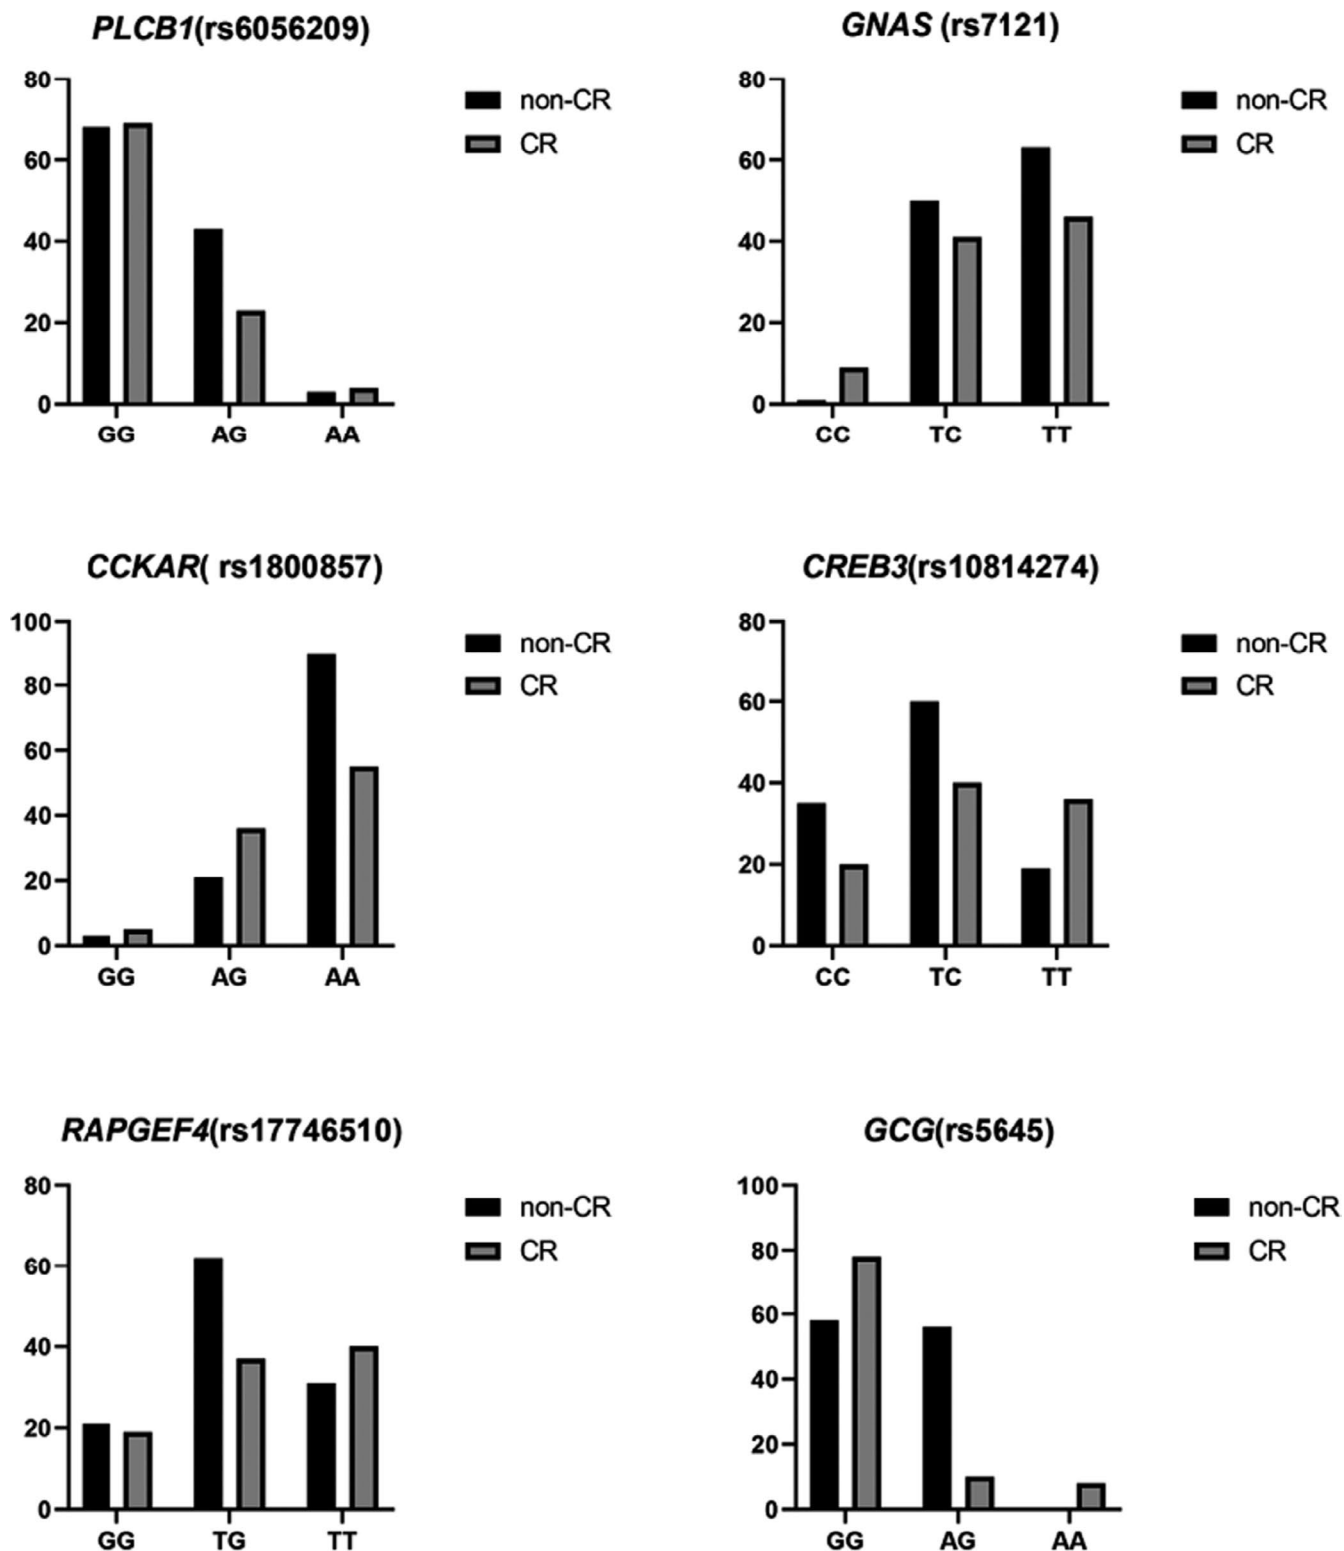 PLCB1(rs6056209)
80
60
40
20
0
GG AG AA
non-CR
CR
GNAS (rs7121)
80
60
40
20
0
CC TC TT
non-CR
CR
CCKAR( rs1800857)
100
80
60
40
20
0
GG AG AA
non-CR
CR
CREB3(rs10814274)
80
60
40
20
0
CC TC TT
non-CR
CR
RAPGEF4(rs17746510)
80
60
40
20
0
GG TG TT
non-CR
CR
GCG(rs5645)
100
80
60
40
20
0
GG AG AA
non-CR
CR